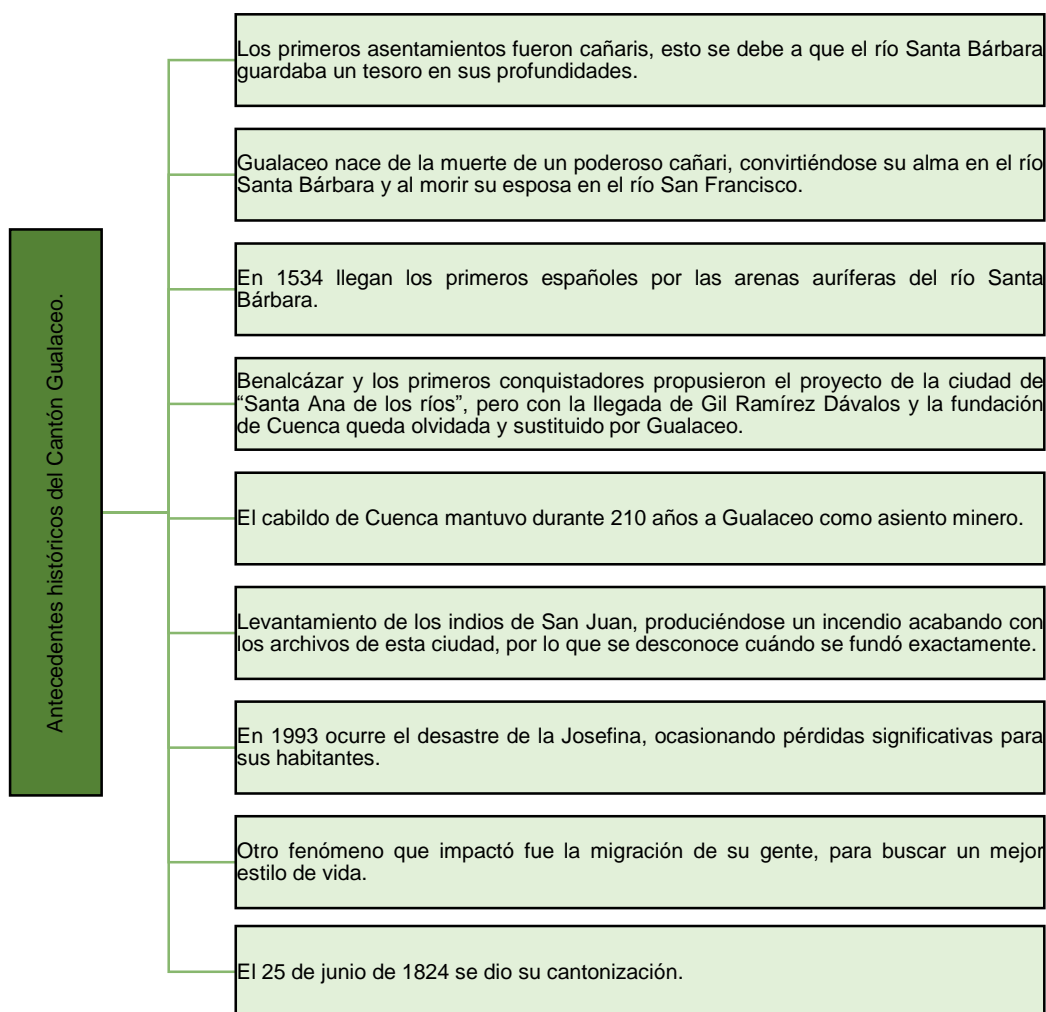 Antecedentes históricos del Cantón Gualaceo.
Los primeros asentamientos fueron cañaris, esto se debe a que el río Santa Bárbara
guardaba un tesoro en sus profundidades.
Gualaceo nace de la muerte de un poderoso cañari, convirtiéndose su alma en el río
Santa Bárbara y al morir su esposa en el río San Francisco.
En 1534 llegan los primeros españoles por las arenas auríferas del río Santa
Bárbara.
Benalcázar y los primeros conquistadores propusieron el proyecto de la ciudad de
“Santa Ana de los ríos”, pero con la llegada de Gil Ramírez Dávalos y la fundación
de Cuenca queda olvidada y sustituido por Gualaceo.
El cabildo de Cuenca mantuvo durante 210 años a Gualaceo como asiento minero.
Levantamiento de los indios de San Juan, produciéndose un incendio acabando con
los archivos de esta ciudad, por lo que se desconoce cuándo se fundó exactamente.
En 1993 ocurre el desastre de la Josefina, ocasionando pérdidas significativas para
sus habitantes.
Otro fenómeno que impactó fue la migración de su gente, para buscar un mejor
estilo de vida.
El 25 de junio de 1824 se dio su cantonización.